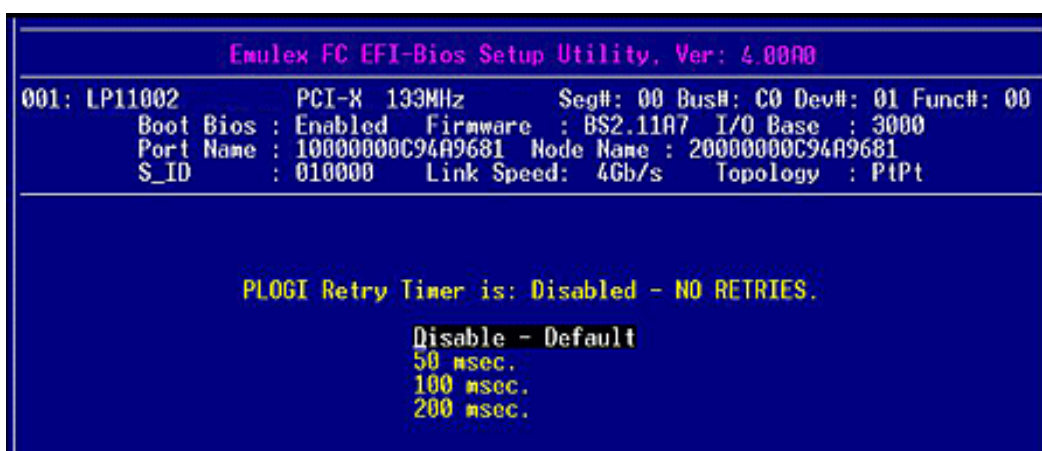 Emulex FC EFI-Bios Setup Utility, Ver: 4.00A0
001: LP11002 PCI-X 133MHz Seg#: 00 Bus#: C0 Dev#: 01 Func#: 00
Boot Bios : Enabled Firmware : BS2.11A7 I/O Base : 3000
Port Name : 10000000C94A9681 Node Name : 20000000C94A9681
S_ID : 010000 Link Speed: 4Gb/s Topology : PtPt
PLOGI Retry Timer is: Disabled - NO RETRIES.
Disable - Default
50 msec.
100 msec.
200 msec.